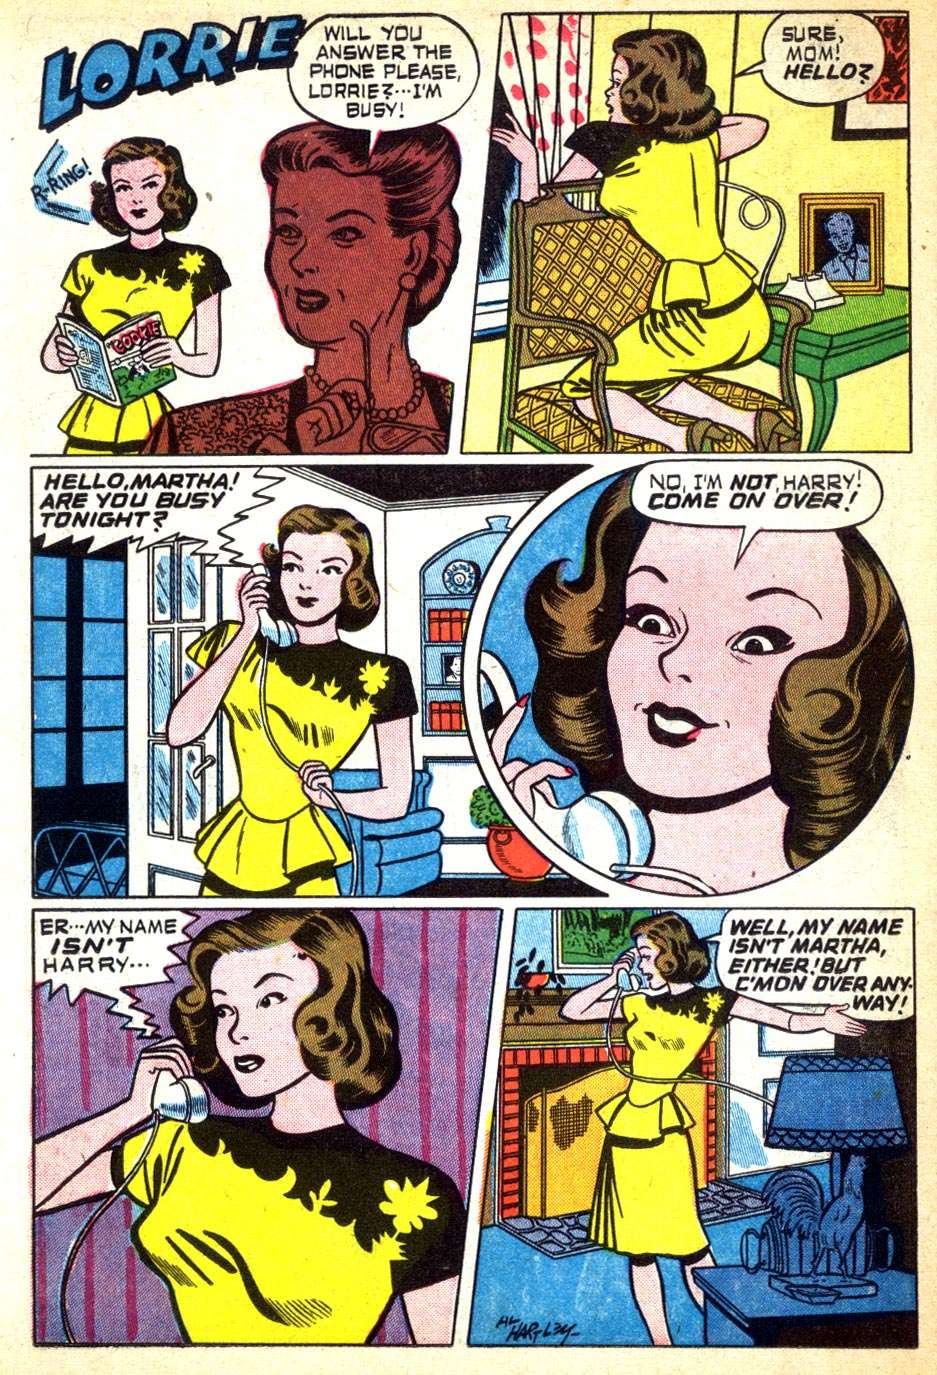 LORRIE
R-RING!
WILL YOU
ANSWER THE
PHONE PLEASE,
LORRIE?...I'M
BUSY!
COOKIE
SURE,
MOM!
HELLO?
HELLO, MARTHA!
ARE YOU BUSY
TONIGHT?
NO, I'M NOT, HARRY!
COME ON OVER!
ER...MY NAME
ISN'T
HARRY...
WELL, MY NAME
ISN'T MARTHA,
EITHER! BUT
C'MON OVER ANY-
WAY!
AL
HARTLEY